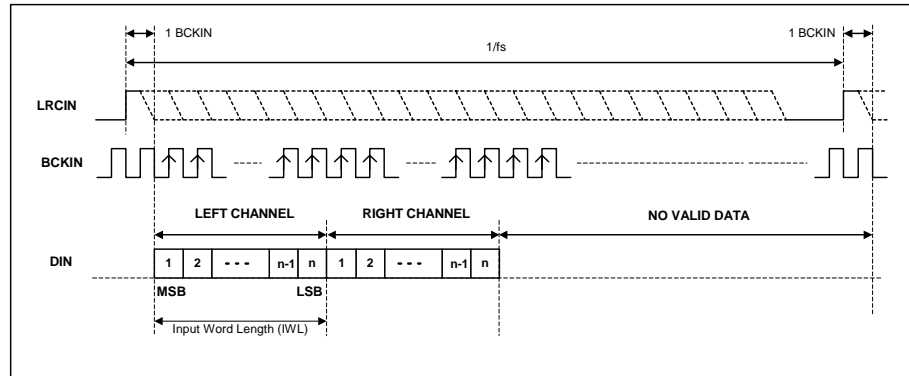 1 BCKIN
1 BCKIN
1/fs
LRCIN
BCKIN
LEFT CHANNEL
RIGHT CHANNEL
NO VALID DATA
DIN
1 2 - - - n-1 n 1 2 - - - n-1 n
MSB
LSB
Input Word Length (IWL)